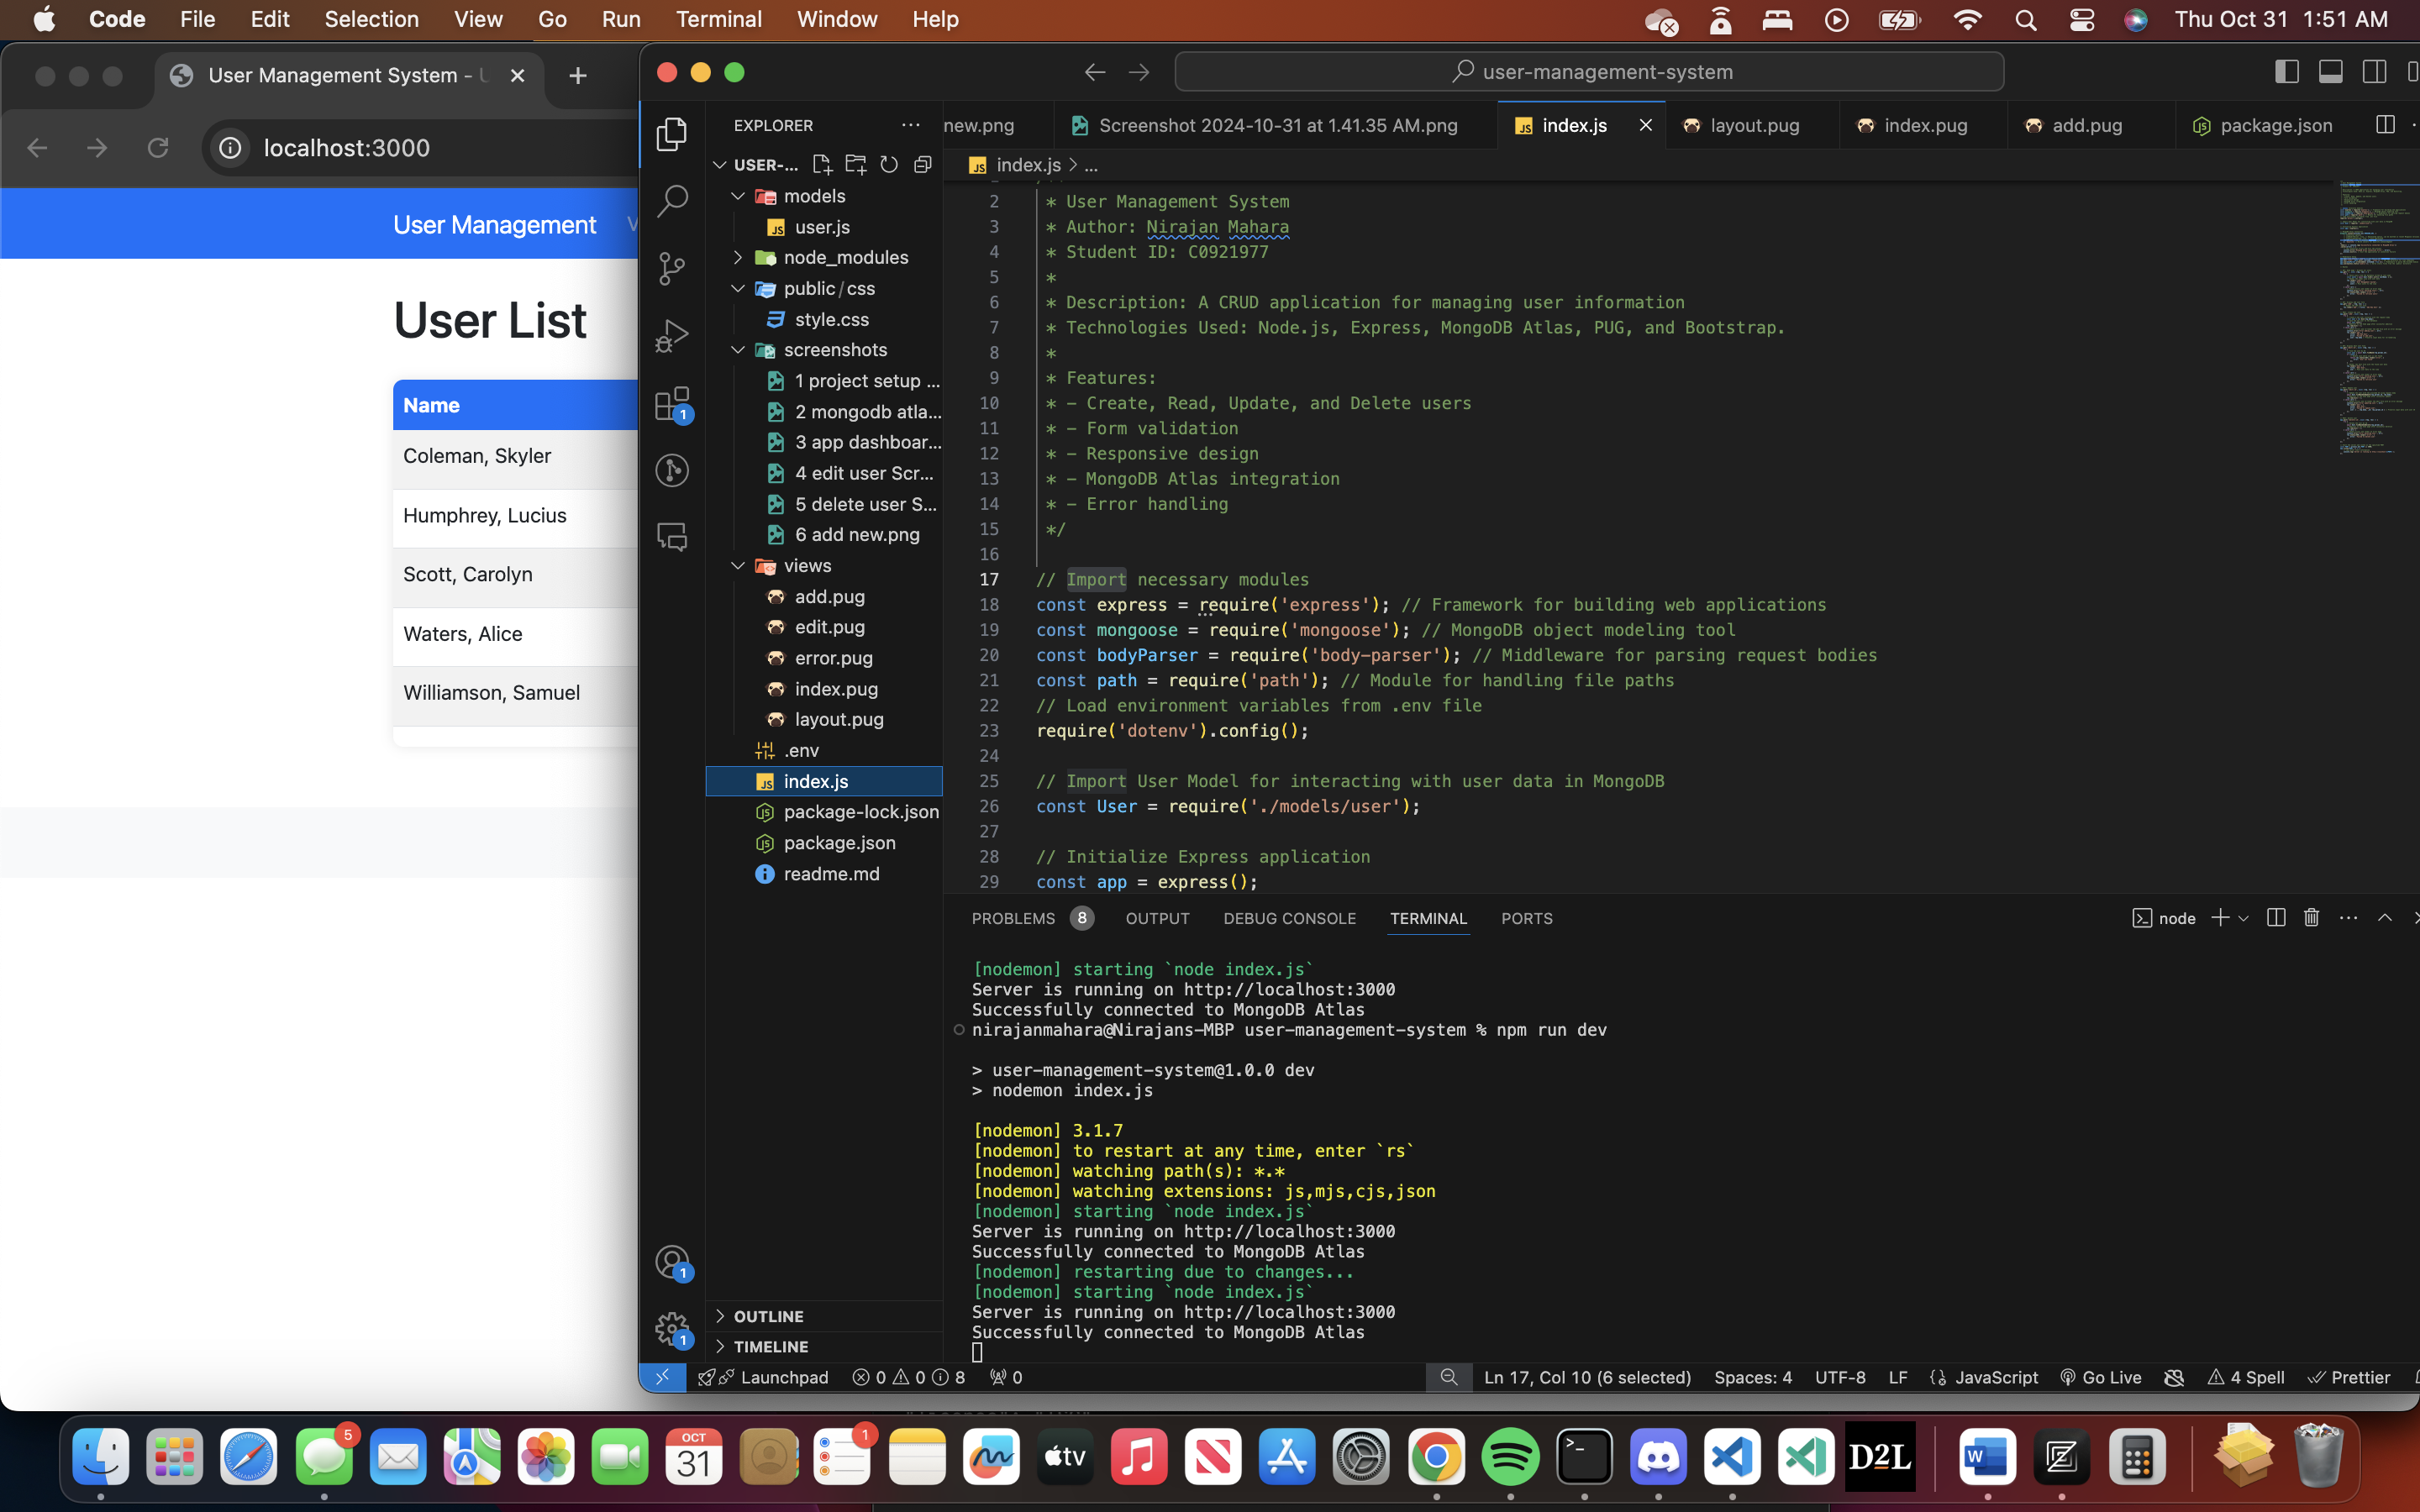 Code File Edit Selection View Go Run Terminal Window Help Thu Oct 31 1:51 AM
User Management System - U
localhost:3000
User Management V
User List
Name
Coleman, Skyler
Humphrey, Lucius
Scott, Carolyn
Waters, Alice
Williamson, Samuel
user-management-system
EXPLORER
USER-...
models
user.js
node_modules
public/css
style.css
screenshots
1 project setup ...
2 mongodb atla...
3 app dashboar...
4 edit user Scr...
5 delete user S...
6 add new.png
views
add.pug
edit.pug
error.pug
index.pug
layout.pug
.env
index.js
package-lock.json
package.json
readme.md
OUTLINE
TIMELINE
1
1
1
new.png Screenshot 2024-10-31 at 1.41.35 AM.png index.js layout.pug index.pug add.pug package.json
index.js > ...
2 * User Management System
3 * Author: Nirajan Mahara
4 * Student ID: C0921977
5 *
6 * Description: A CRUD application for managing user information
7 * Technologies Used: Node.js, Express, MongoDB Atlas, PUG, and Bootstrap.
8 *
9 * Features:
10 * - Create, Read, Update, and Delete users
11 * - Form validation
12 * - Responsive design
13 * - MongoDB Atlas integration
14 * - Error handling
15 */
16
17 // Import necessary modules
18 const express = require('express'); // Framework for building web applications
19 const mongoose = require('mongoose'); // MongoDB object modeling tool
20 const bodyParser = require('body-parser'); // Middleware for parsing request bodies
21 const path = require('path'); // Module for handling file paths
22 // Load environment variables from .env file
23 require('dotenv').config();
24
25 // Import User Model for interacting with user data in MongoDB
26 const User = require('./models/user');
27
28 // Initialize Express application
29 const app = express();
PROBLEMS 8 OUTPUT DEBUG CONSOLE TERMINAL PORTS node
[nodemon] starting `node index.js`
Server is running on http://localhost:3000
Successfully connected to MongoDB Atlas
nirajanmahara@Nirajans-MBP user-management-system % npm run dev
> user-management-system@1.0.0 dev
> nodemon index.js
[nodemon] 3.1.7
[nodemon] to restart at any time, enter `rs`
[nodemon] watching path(s): *.*
[nodemon] watching extensions: js,mjs,cjs,json
[nodemon] starting `node index.js`
Server is running on http://localhost:3000
Successfully connected to MongoDB Atlas
[nodemon] restarting due to changes...
[nodemon] starting `node index.js`
Server is running on http://localhost:3000
Successfully connected to MongoDB Atlas
Launchpad 0 0 8 0 Ln 17, Col 10 (6 selected) Spaces: 4 UTF-8 LF JavaScript Go Live 4 Spell Prettier
5 OCT 31 1 tv D2L W